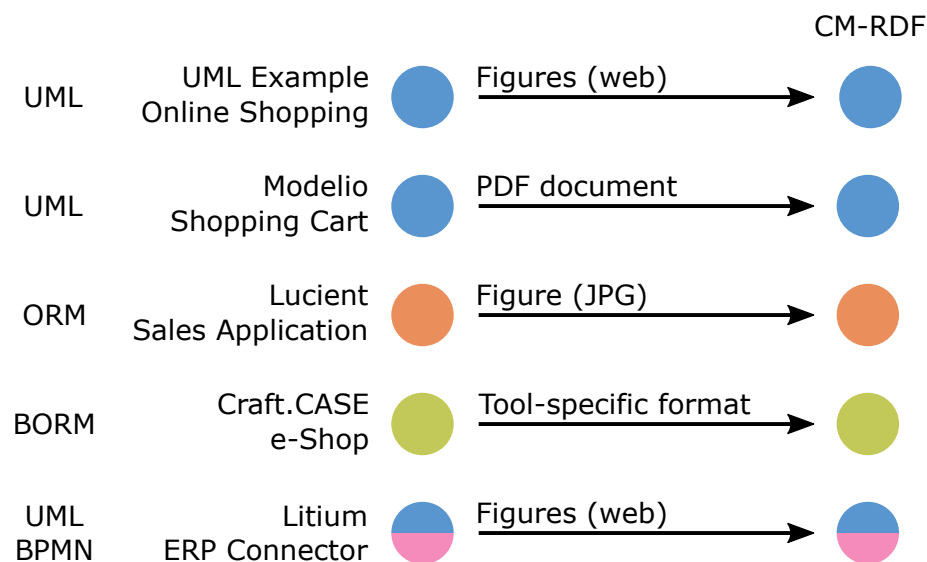 CM-RDF
UML
UML Example
Online Shopping
Figures (web)
UML
Modelio
Shopping Cart
PDF document
ORM
Lucient
Sales Application
Figure (JPG)
BORM
Craft.CASE
e-Shop
Tool-specific format
UML
BPMN
Litium
ERP Connector
Figures (web)